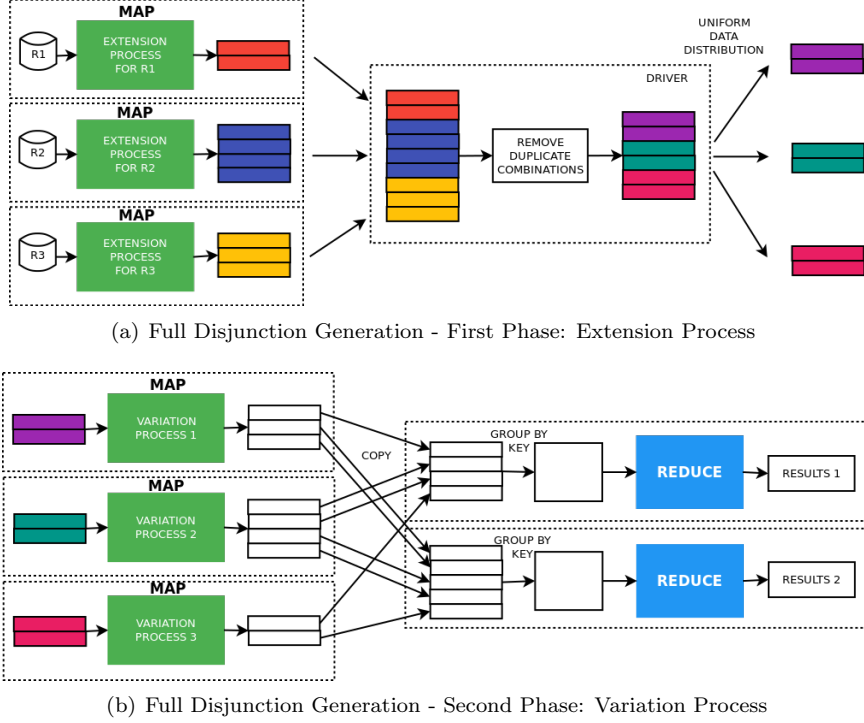 MAP
R1
EXTENSION
PROCESS
FOR R1
MAP
R2
EXTENSION
PROCESS
FOR R2
MAP
R3
EXTENSION
PROCESS
FOR R3
DRIVER
REMOVE
DUPLICATE
COMBINATIONS
UNIFORM
DATA
DISTRIBUTION
(a) Full Disjunction Generation - First Phase: Extension Process
MAP
VARIATION
PROCESS 1
MAP
VARIATION
PROCESS 2
MAP
VARIATION
PROCESS 3
COPY
GROUP BY
KEY
REDUCE
RESULTS 1
GROUP BY
KEY
REDUCE
RESULTS 2
(b) Full Disjunction Generation - Second Phase: Variation Process